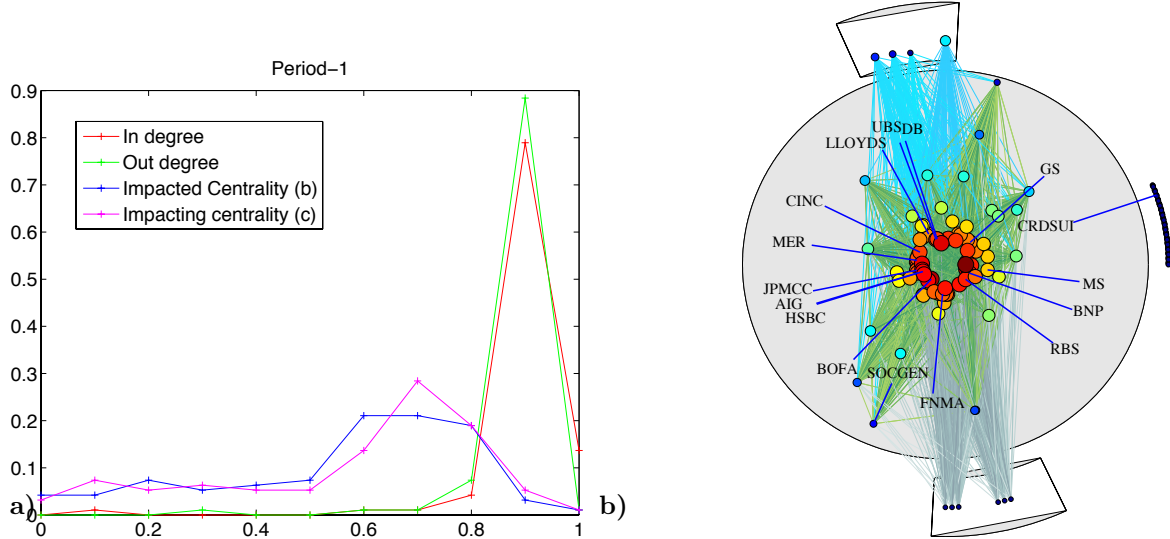 Period-1
0.9
0.8
0.7
0.6
0.5
0.4
0.3
0.2
0.1
0
In degree
Out degree
Impacted Centrality (b)
Impacting centrality (c)
0 0.2 0.4 0.6 0.8 1
a)
b)
UBSDB
LLOYDS
GS
CINC
CRDSUI
MER
MS
JPMCC
AIG
BNP
HSBC
RBS
BOFA
SOCGEN
FNMA